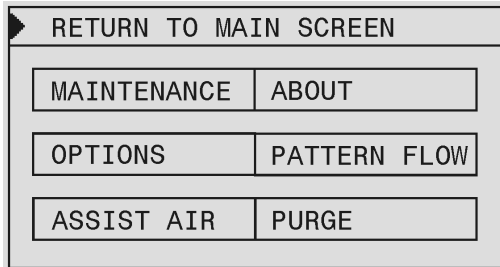 RETURN TO MAIN SCREEN
MAINTENANCE ABOUT
OPTIONS PATTERN FLOW
ASSIST AIR PURGE